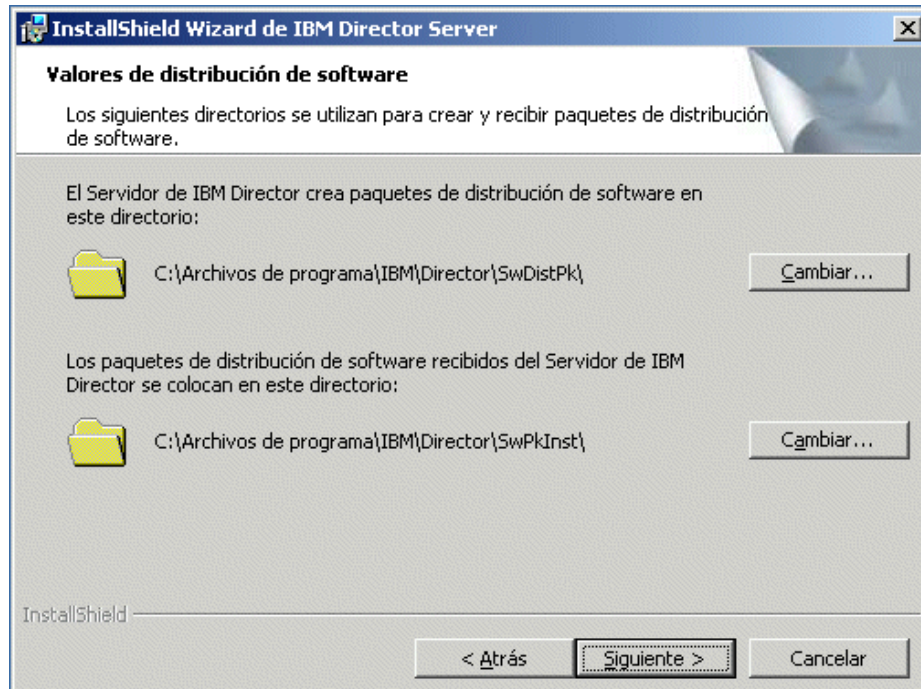 InstallShield Wizard de IBM Director Server
Valores de distribución de software
Los siguientes directorios se utilizan para crear y recibir paquetes de distribución
de software.
El Servidor de IBM Director crea paquetes de distribución de software en
este directorio:
C:\Archivos de programa\IBM\Director\SwDistPk\
Cambiar...
Los paquetes de distribución de software recibidos del Servidor de IBM
Director se colocan en este directorio:
C:\Archivos de programa\IBM\Director\SwPkInst\
Cambiar...
InstallShield
< Atrás
Siguiente >
Cancelar